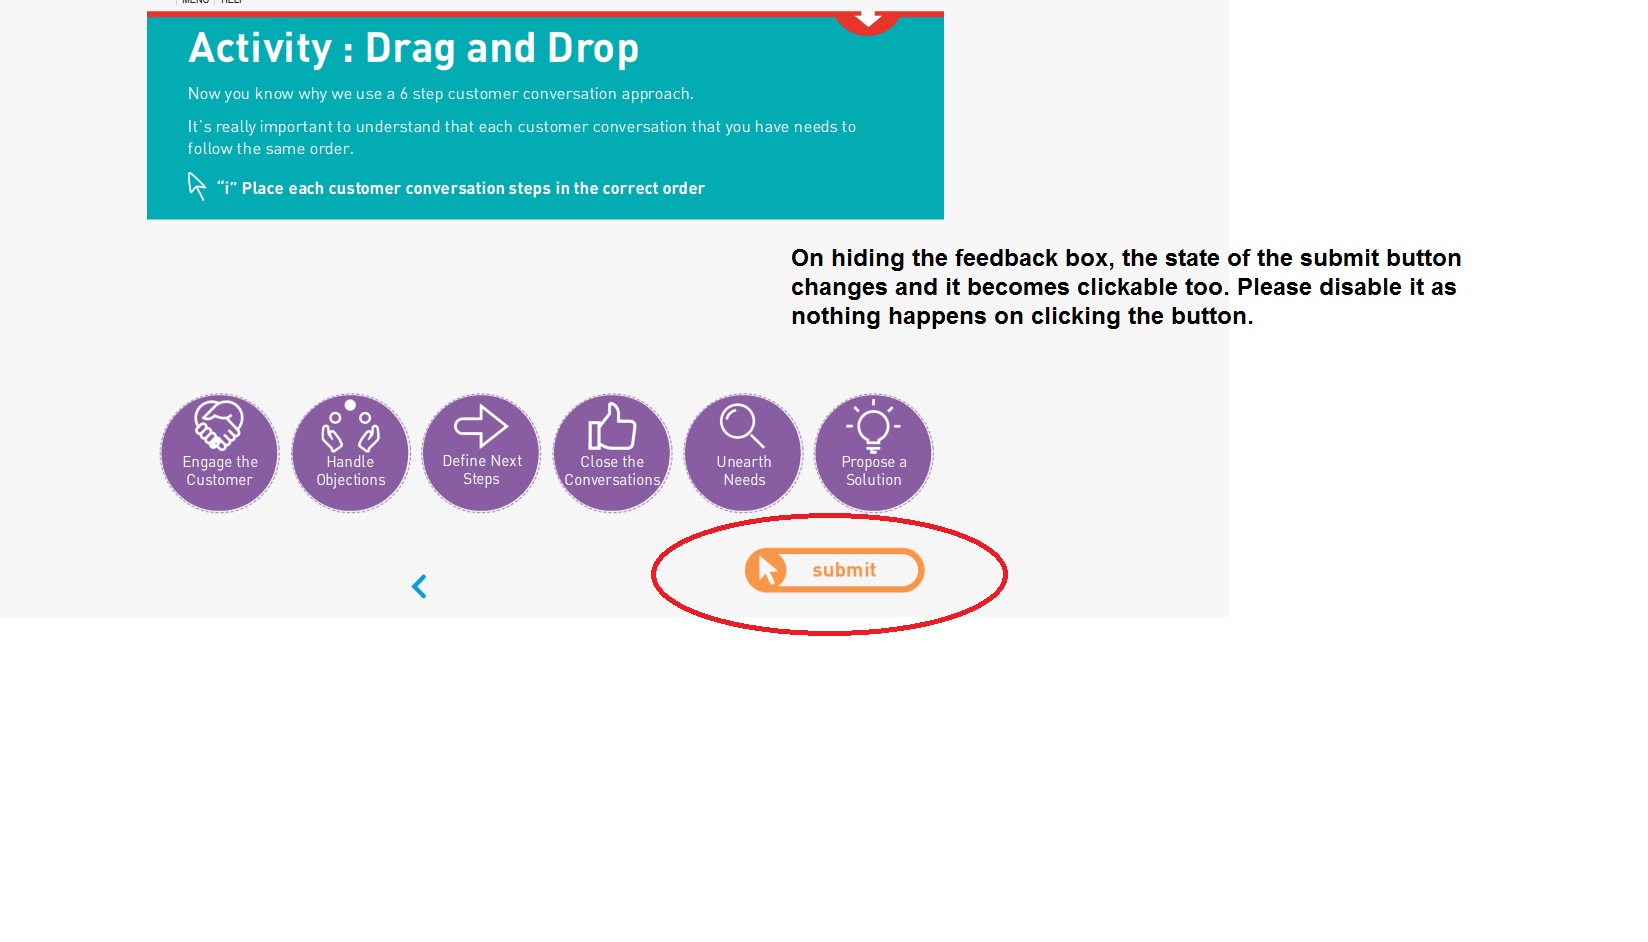 MENU HELP
Activity : Drag and Drop
Now you know why we use a 6 step customer conversation approach.
It's really important to understand that each customer conversation that you have needs to
follow the same order.
“i” Place each customer conversation steps in the correct order
On hiding the feedback box, the state of the submit button
changes and it becomes clickable too. Please disable it as
nothing happens on clicking the button.
Engage the
Customer
Handle
Objections
Define Next
Steps
Close the
Conversations
Unearth
Needs
Propose a
Solution
submit